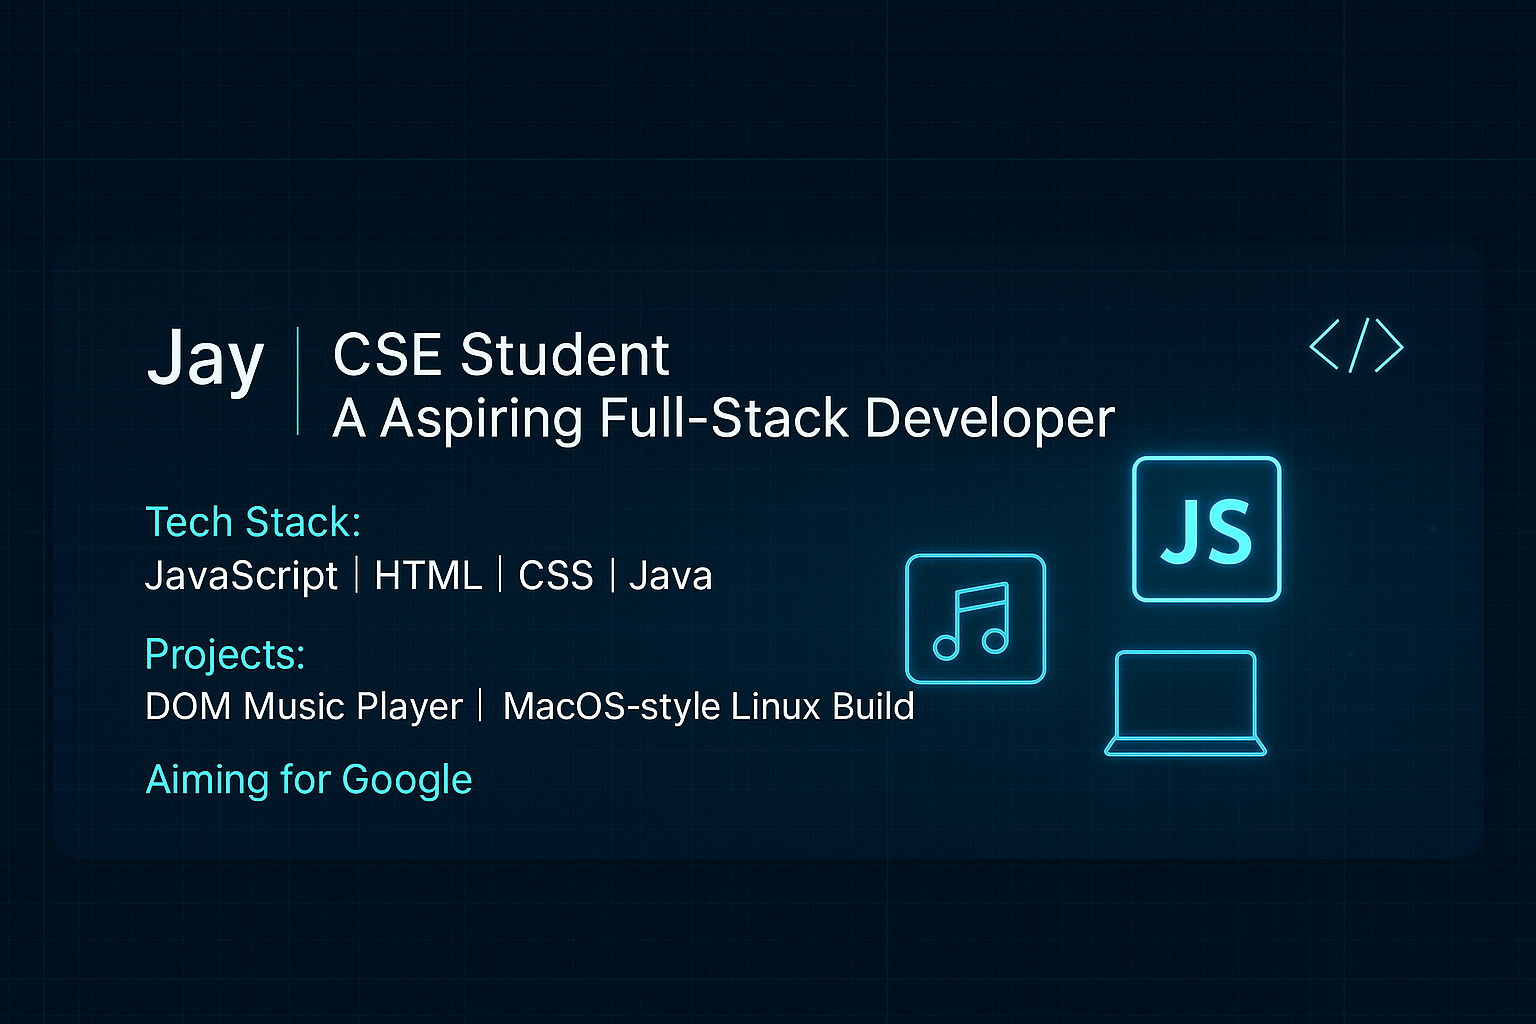 Jay
CSE Student
A Aspiring Full-Stack Developer
</>
Tech Stack:
JavaScript | HTML | CSS | Java
JS
Projects:
DOM Music Player | MacOS-style Linux Build
Aiming for Google